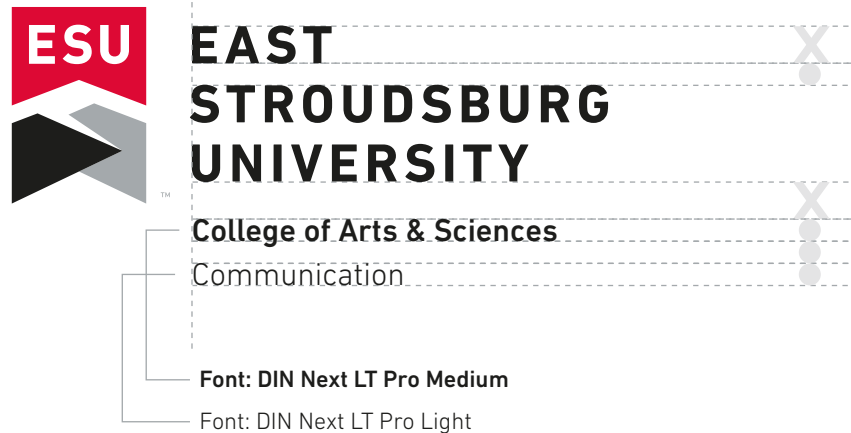 ESU
EAST
STROUDSBURG
UNIVERSITY
TM
X
X
College of Arts & Sciences
Communication
Font: DIN Next LT Pro Medium
Font: DIN Next LT Pro Light